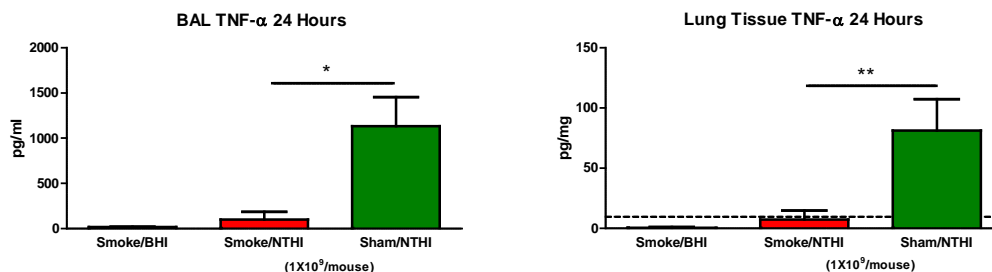 BAL TNF-α 24 Hours
2000
1500
1000
500
0
pg/ml
*
Smoke/BHI
Smoke/NTHI
Sham/NTHI
(1X10⁹/mouse)
Lung Tissue TNF-α 24 Hours
150
100
50
0
pg/mg
**
Smoke/BHI
Smoke/NTHI
Sham/NTHI
(1X10⁹/mouse)